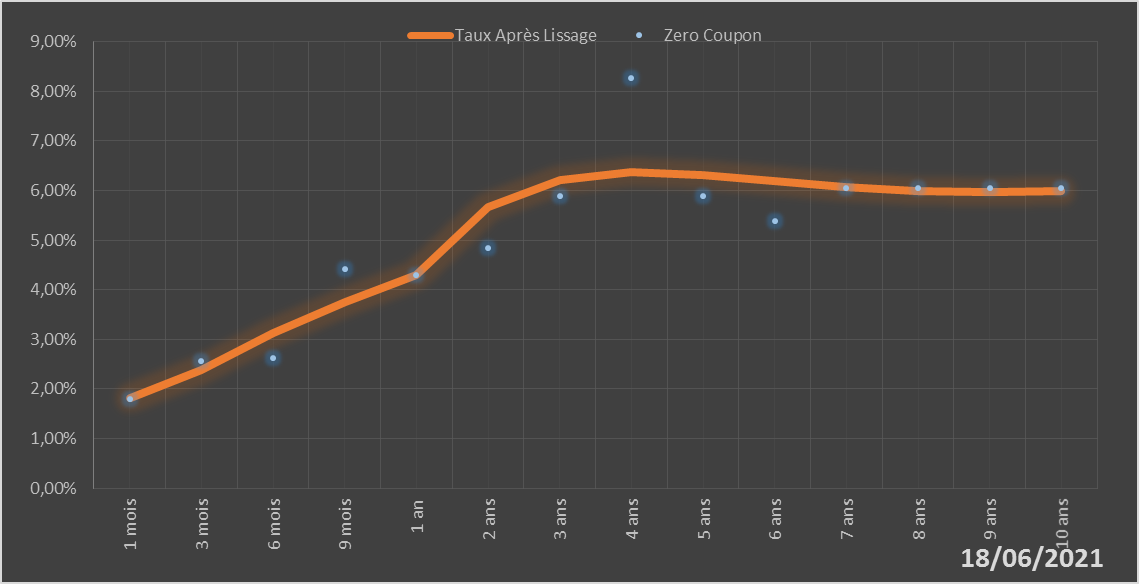 Taux Après Lissage
Zero Coupon
9,00%
8,00%
7,00%
6,00%
5,00%
4,00%
3,00%
2,00%
1,00%
0,00%
1 mois
3 mois
6 mois
9 mois
1 an
2 ans
3 ans
4 ans
5 ans
6 ans
7 ans
8 ans
9 ans
10 ans
18/06/2021